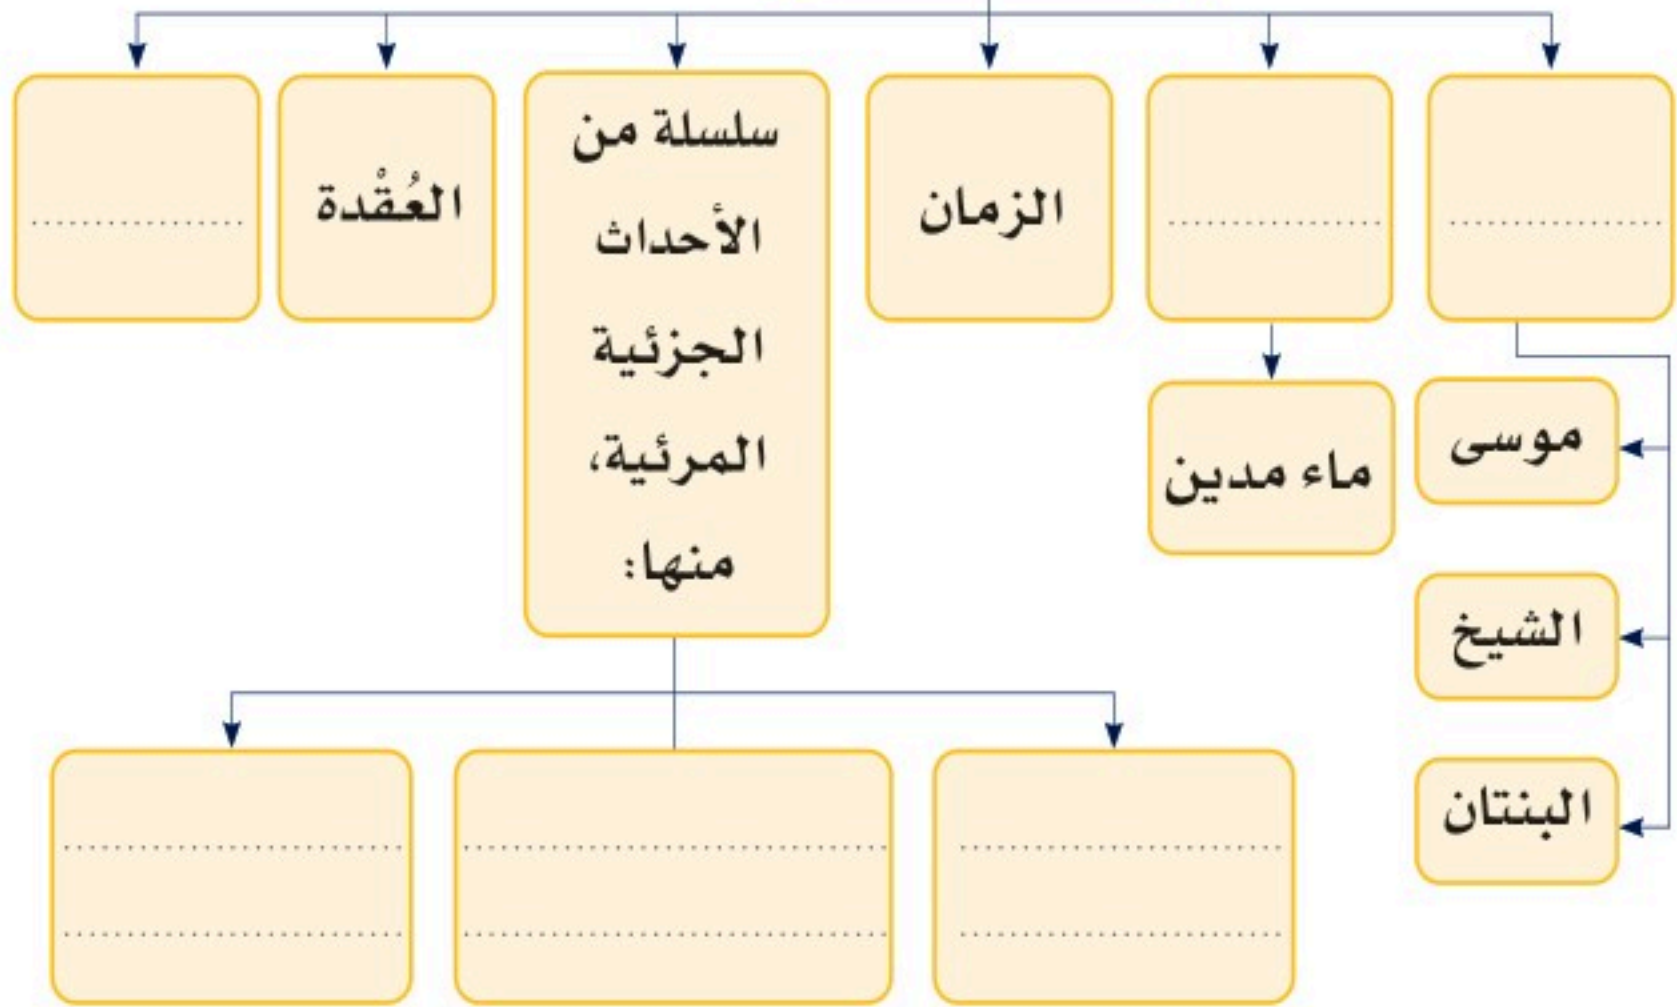 الزمان
سلسلة من
الأحداث
الجزئية
المرئية،
منها:
العُقْدة
موسى
الشيخ
البنتان
ماء مدين